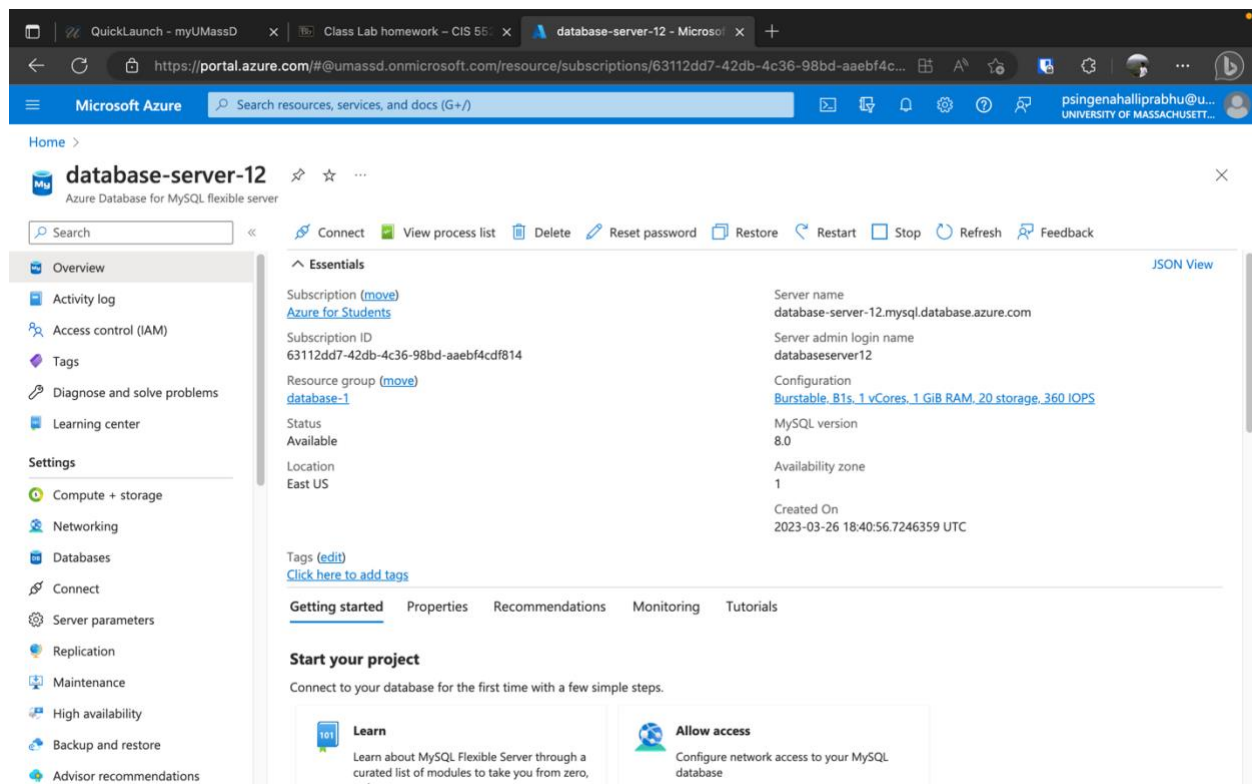 QuickLaunch - myUMassD
Class Lab homework – CIS 55
database-server-12 - Microsof
https://portal.azure.com/#@umassd.onmicrosoft.com/resource/subscriptions/63112dd7-42db-4c36-98bd-aaebf4c...
Microsoft Azure
Search resources, services, and docs (G+/)
psingenahalliprabhu@u...
UNIVERSITY OF MASSACHUSETT...
Home >
database-server-12
Azure Database for MySQL flexible server
Search
Connect View process list Delete Reset password Restore Restart Stop Refresh Feedback
Overview
Activity log
Access control (IAM)
Tags
Diagnose and solve problems
Learning center
Settings
Compute + storage
Networking
Databases
Connect
Server parameters
Replication
Maintenance
High availability
Backup and restore
Advisor recommendations
Essentials
JSON View
Subscription (move)
Azure for Students
Subscription ID
63112dd7-42db-4c36-98bd-aaebf4cdf814
Resource group (move)
database-1
Status
Available
Location
East US
Server name
database-server-12.mysql.database.azure.com
Server admin login name
databaseserver12
Configuration
Burstable, B1s, 1 vCores, 1 GiB RAM, 20 storage, 360 IOPS
MySQL version
8.0
Availability zone
1
Created On
2023-03-26 18:40:56.7246359 UTC
Tags (edit)
Click here to add tags
Getting started Properties Recommendations Monitoring Tutorials
Start your project
Connect to your database for the first time with a few simple steps.
Learn
Learn about MySQL Flexible Server through a
curated list of modules to take you from zero,
Allow access
Configure network access to your MySQL
database